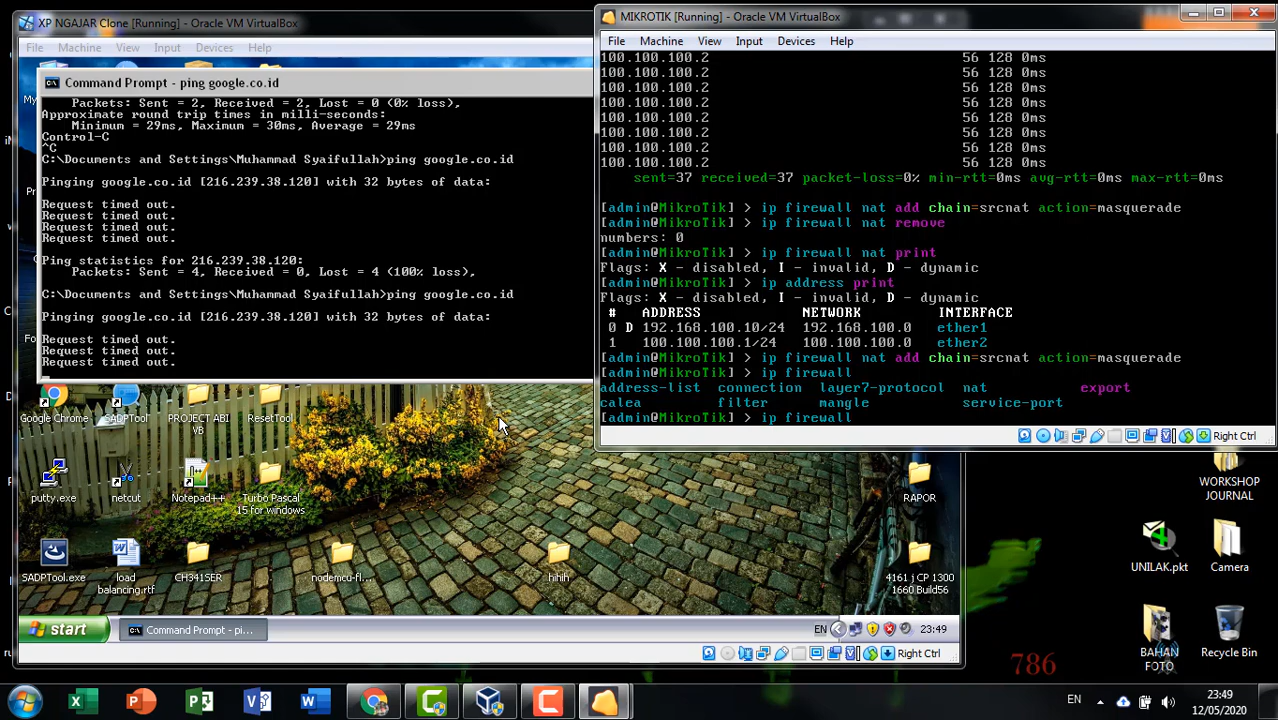 XP NGAJAR Clone [Running] - Oracle VM VirtualBox
File Machine View Input Devices Help
Command Prompt - ping google.co.id
Packets: Sent = 2, Received = 2, Lost = 0 (0% loss),
Approximate round trip times in milli-seconds:
Minimum = 29ms, Maximum = 30ms, Average = 29ms
Control-C
^C
C:\Documents and Settings\Muhammad Syaifullah>ping google.co.id
Pinging google.co.id [216.239.38.120] with 32 bytes of data:
Request timed out.
Request timed out.
Request timed out.
Request timed out.
Ping statistics for 216.239.38.120:
Packets: Sent = 4, Received = 0, Lost = 4 (100% loss),
C:\Documents and Settings\Muhammad Syaifullah>ping google.co.id
Pinging google.co.id [216.239.38.120] with 32 bytes of data:
Request timed out.
Request timed out.
Request timed out.
MIKROTIK [Running] - Oracle VM VirtualBox
File Machine View Input Devices Help
100.100.100.2 56 128 0ms
100.100.100.2 56 128 0ms
100.100.100.2 56 128 0ms
100.100.100.2 56 128 0ms
100.100.100.2 56 128 0ms
100.100.100.2 56 128 0ms
100.100.100.2 56 128 0ms
100.100.100.2 56 128 0ms
sent=37 received=37 packet-loss=0% min-rtt=0ms avg-rtt=0ms max-rtt=0ms
[admin@MikroTik] > ip firewall nat add chain=srcnat action=masquerade
[admin@MikroTik] > ip firewall nat remove
numbers: 0
[admin@MikroTik] > ip firewall nat print
Flags: X - disabled, I - invalid, D - dynamic
[admin@MikroTik] > ip address print
Flags: X - disabled, I - invalid, D - dynamic
# ADDRESS NETWORK INTERFACE
0 D 192.168.100.10/24 192.168.100.0 ether1
1 100.100.100.1/24 100.100.100.0 ether2
[admin@MikroTik] > ip firewall nat add chain=srcnat action=masquerade
[admin@MikroTik] > ip firewall
address-list connection layer7-protocol nat export
calea filter mangle service-port
[admin@MikroTik] > ip firewall
Right Ctrl
Google Chrome
SADPTool
PROJECT ABI VB
ResetTool
putty.exe
netcut
Notepad++
Turbo Pascal
15 for windows
RAPOR
SADPTool.exe
load
balancing.rtf
CH341SER
nodemcu-fl...
hihih
4161 j CP 1300
1660 Build56
start
Command Prompt - pi...
EN
23:49
Right Ctrl
WORKSHOP
JOURNAL
UNILAK.pkt
Camera
BAHAN
FOTO
Recycle Bin
786
EN
23:49
12/05/2020